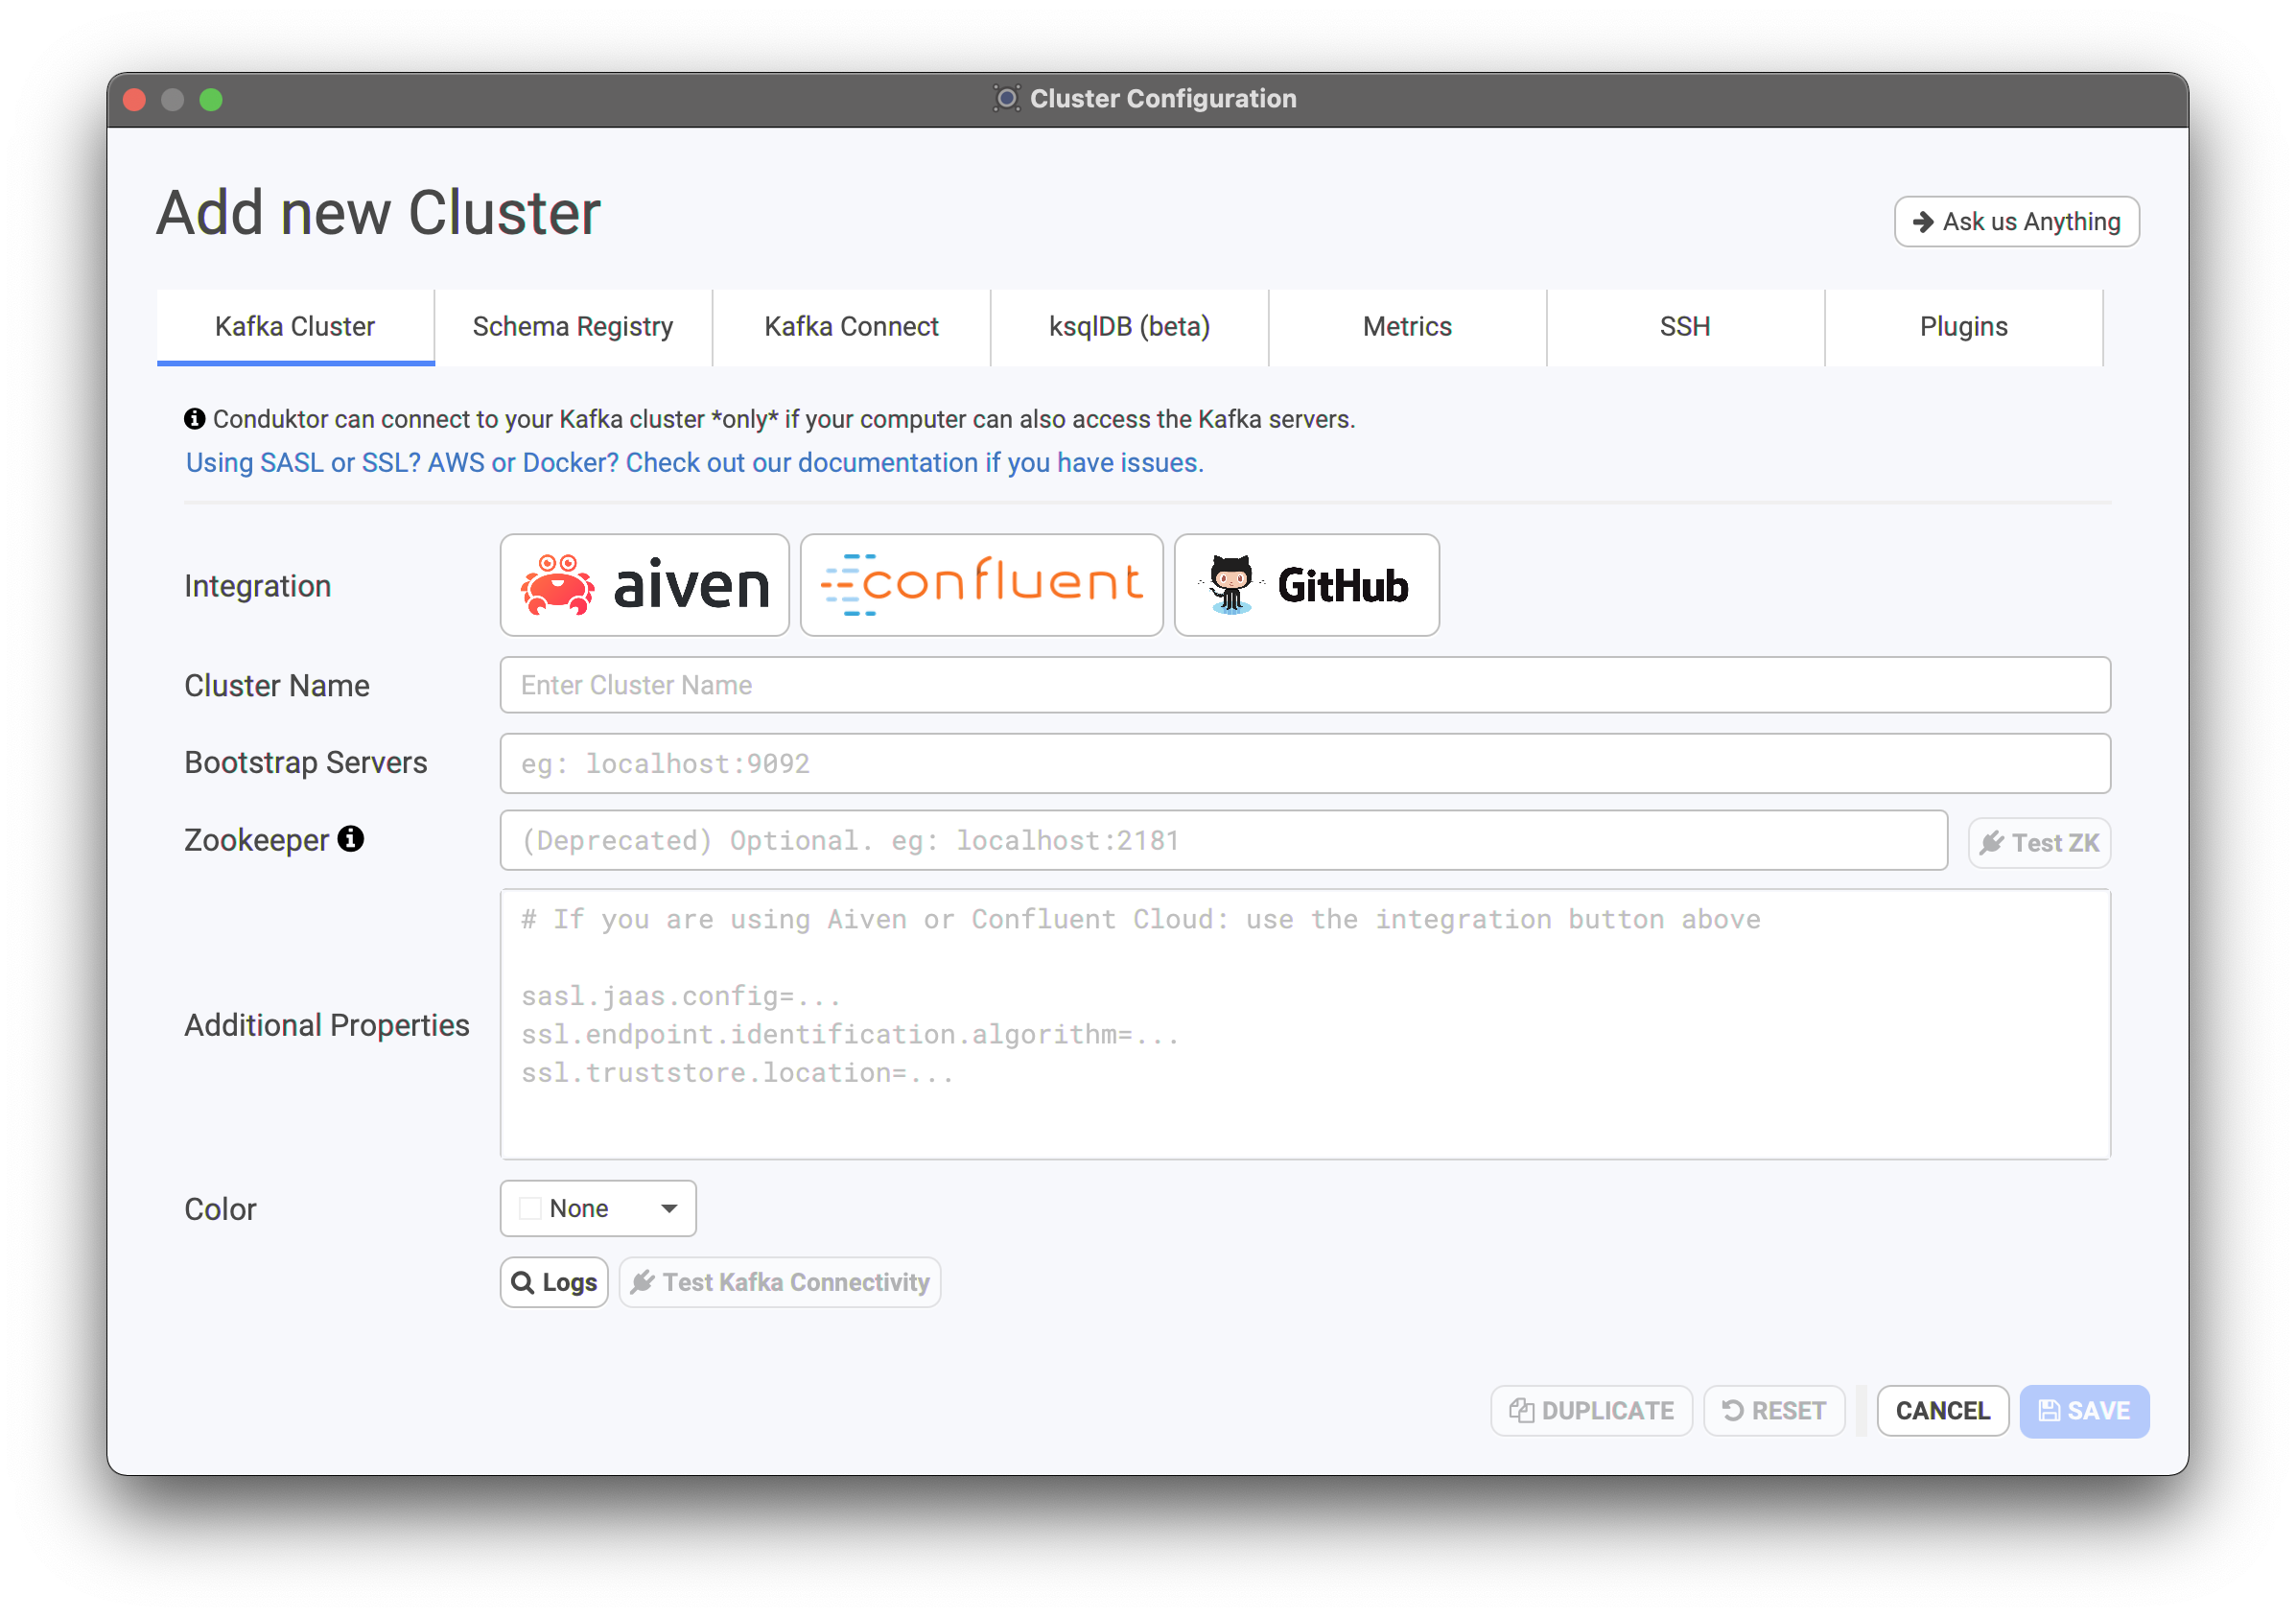 Cluster Configuration
Add new Cluster
Ask us Anything
Kafka Cluster
Schema Registry
Kafka Connect
ksqlDB (beta)
Metrics
SSH
Plugins
Conduktor can connect to your Kafka cluster *only* if your computer can also access the Kafka servers.
Using SASL or SSL? AWS or Docker? Check out our documentation if you have issues.
Integration
aiven
confluent
GitHub
Cluster Name
Enter Cluster Name
Bootstrap Servers
eg: localhost:9092
Zookeeper
(Deprecated) Optional. eg: localhost:2181
Test ZK
Additional Properties
# If you are using Aiven or Confluent Cloud: use the integration button above
sasl.jaas.config=...
ssl.endpoint.identification.algorithm=...
ssl.truststore.location=...
Color
None
Logs
Test Kafka Connectivity
DUPLICATE
RESET
CANCEL
SAVE